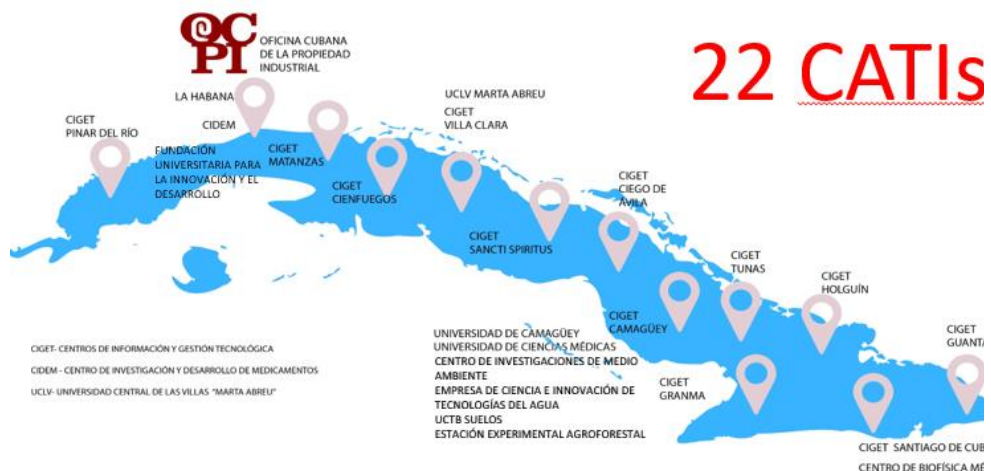 OCPI
OFICINA CUBANA
DE LA PROPIEDAD
INDUSTRIAL
22 CATIs
LA HABANA
CIDEM
CIGET
PINAR DEL RÍO
FUNDACIÓN
UNIVERSITARIA PARA
LA INNOVACIÓN Y EL
DESARROLLO
CIGET
MATANZAS
CIGET
CIENFUEGOS
UCLV MARTA ABREU
CIGET
VILLA CLARA
CIGET
SANCTI SPIRITUS
CIGET
CIEGO DE
ÁVILA
CIGET
TUNAS
CIGET
HOLGUÍN
CIGET
CAMAGÜEY
UNIVERSIDAD DE CAMAGÜEY
UNIVERSIDAD DE CIENCIAS MÉDICAS
CENTRO DE INVESTIGACIONES DE MEDIO
AMBIENTE
EMPRESA DE CIENCIA E INNOVACIÓN DE
TECNOLOGÍAS DEL AGUA
UCTB SUELOS
ESTACIÓN EXPERIMENTAL AGROFORESTAL
CIGET
GRANMA
CIGET
GUANTA
CIGET SANTIAGO DE CUB
CENTRO DE BIOFÍSICA MÉ
CIGET- CENTROS DE INFORMACIÓN Y GESTIÓN TECNOLÓGICA
CIDEM - CENTRO DE INVESTIGACIÓN Y DESARROLLO DE MEDICAMENTOS
UCLV- UNIVERSIDAD CENTRAL DE LAS VILLAS "MARTA ABREU"